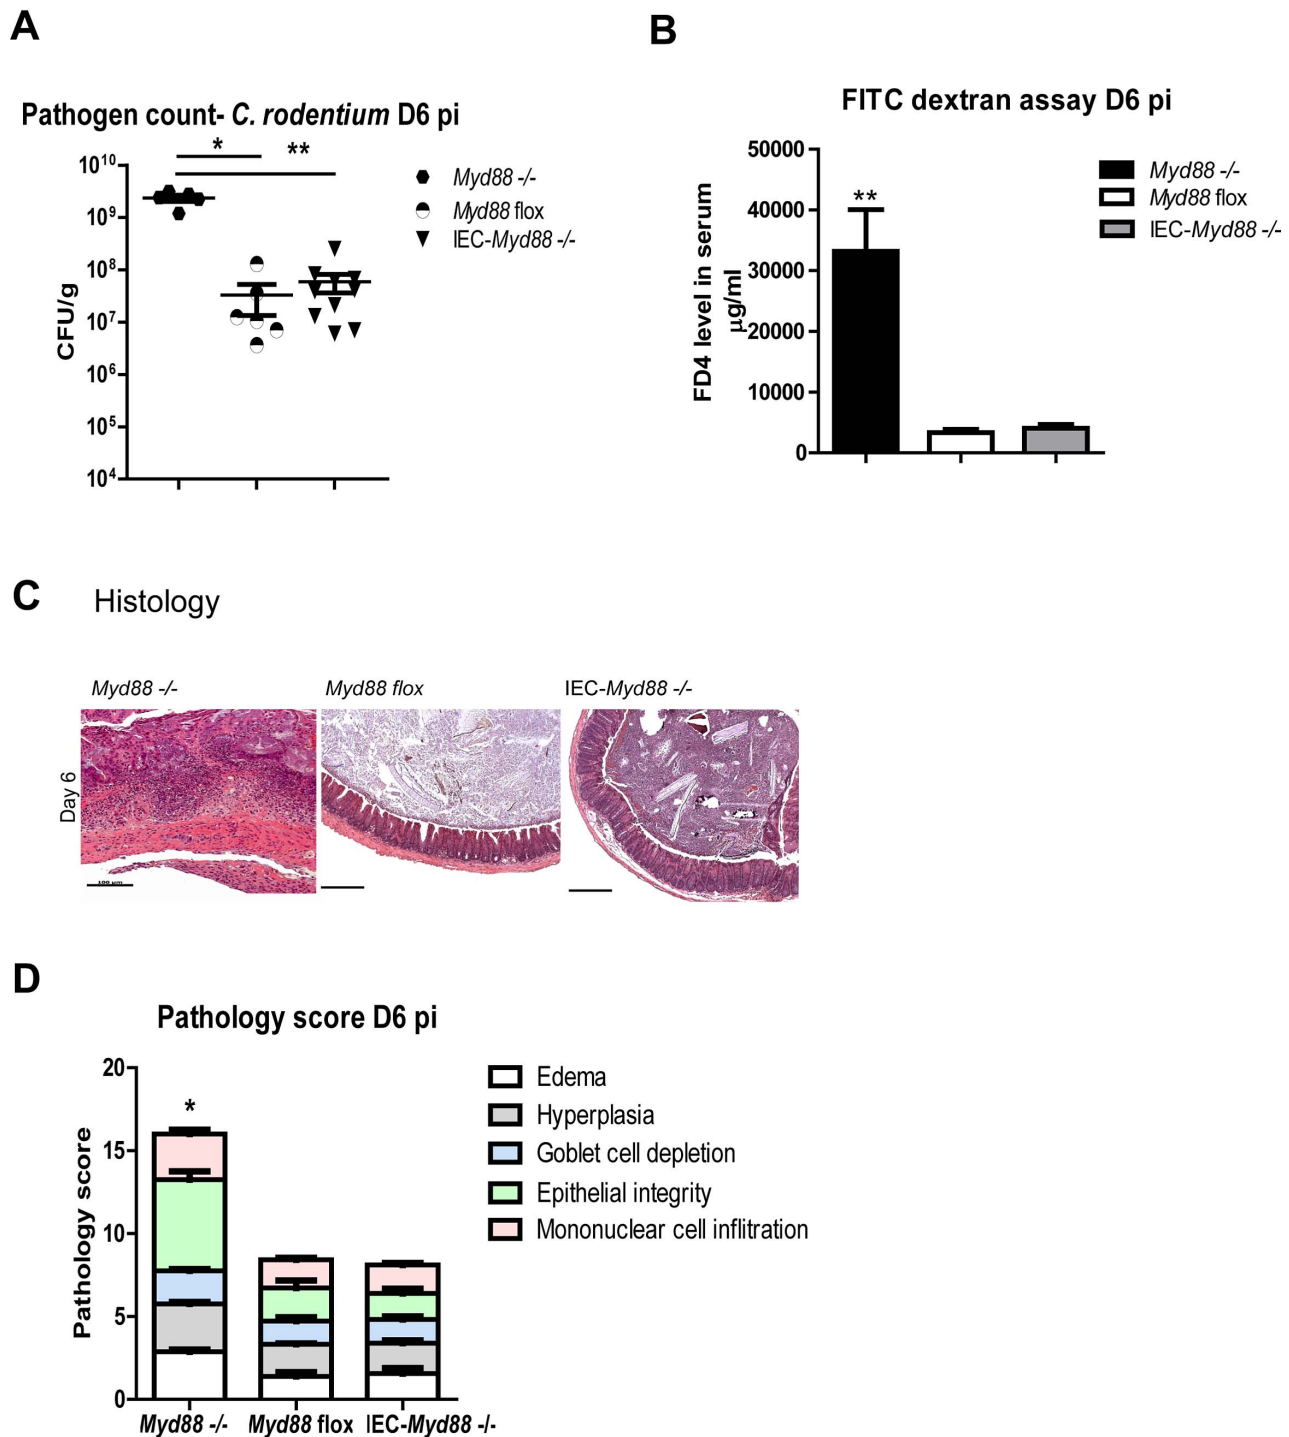 A
Pathogen count- C. rodentium D6 pi
* **
10^10
10^9
10^8
10^7
10^6
10^5
10^4
CFU/g
Myd88 -/-
Myd88 flox
IEC-Myd88 -/-
B
FITC dextran assay D6 pi
50000
40000
30000
20000
10000
0
FD4 level in serum
µg/ml
**
Myd88 -/-
Myd88 flox
IEC-Myd88 -/-
C
Histology
Myd88 -/- Myd88 flox IEC-Myd88 -/-
Day 6
100 µm
D
Pathology score D6 pi
20
15
10
5
0
Pathology score
*
Edema
Hyperplasia
Goblet cell depletion
Epithelial integrity
Mononuclear cell inflitration
Myd88 -/- Myd88 flox IEC-Myd88 -/-